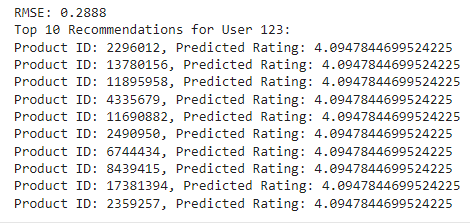 RMSE: 0.2888
Top 10 Recommendations for User 123:
Product ID: 2296012, Predicted Rating: 4.0947844699524225
Product ID: 13780156, Predicted Rating: 4.0947844699524225
Product ID: 11895958, Predicted Rating: 4.0947844699524225
Product ID: 4335679, Predicted Rating: 4.0947844699524225
Product ID: 11690882, Predicted Rating: 4.0947844699524225
Product ID: 2490950, Predicted Rating: 4.0947844699524225
Product ID: 6744434, Predicted Rating: 4.0947844699524225
Product ID: 8439415, Predicted Rating: 4.0947844699524225
Product ID: 17381394, Predicted Rating: 4.0947844699524225
Product ID: 2359257, Predicted Rating: 4.0947844699524225